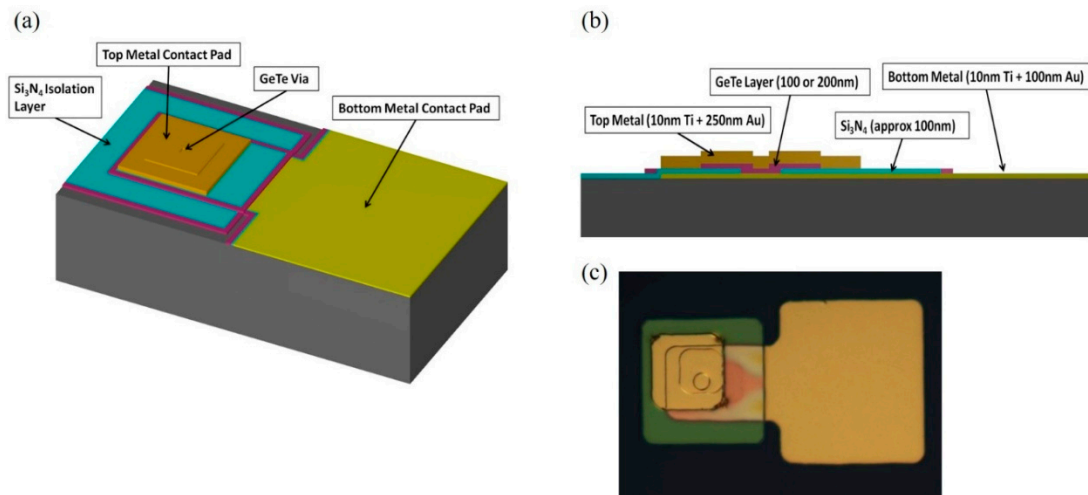 (a)
Top Metal Contact Pad
GeTe Via
Si₃N₄ Isolation
Layer
Bottom Metal Contact Pad
(b)
GeTe Layer (100 or 200nm)
Bottom Metal (10nm Ti + 100nm Au)
Top Metal (10nm Ti + 250nm Au)
Si₃N₄ (approx 100nm)
(c)